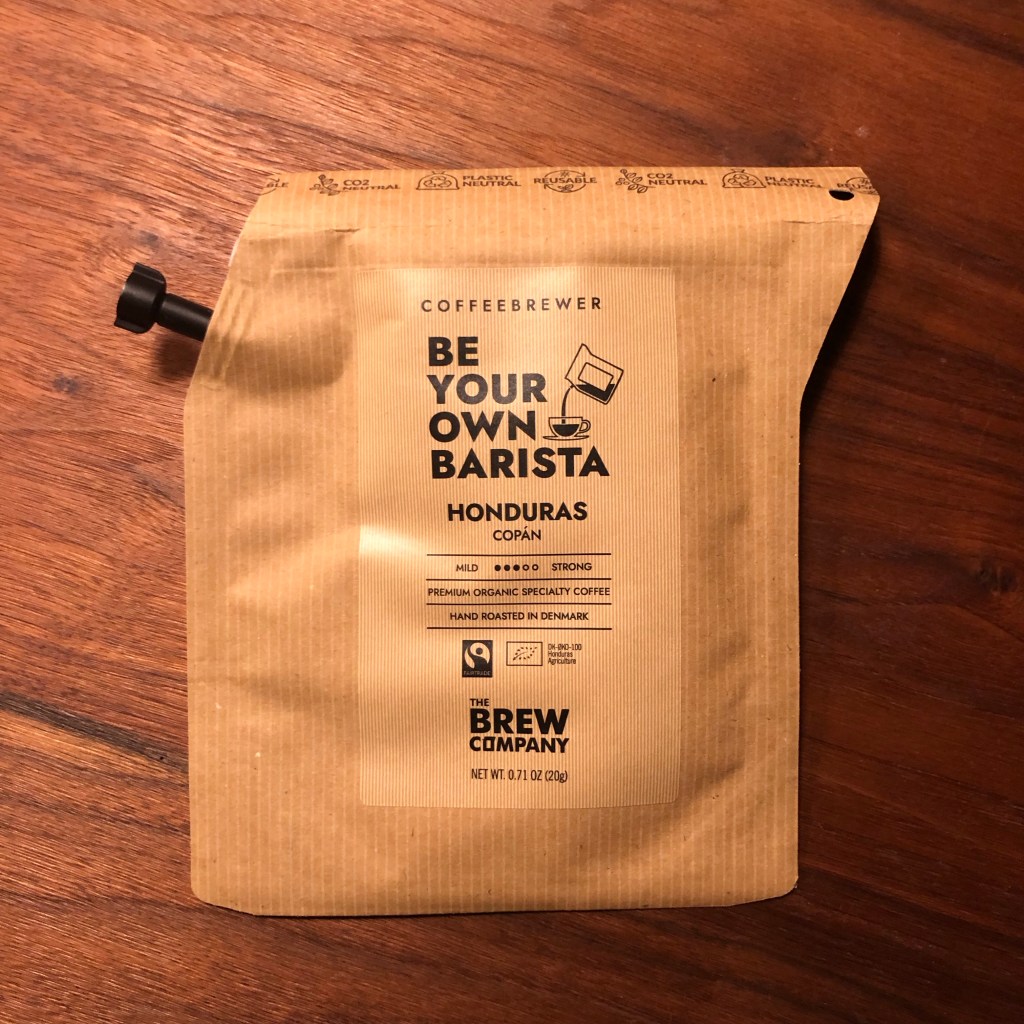 BLE CO2 NEUTRAL PLASTIC NEUTRAL REUSABLE CO2 NEUTRAL PLASTIC NEUTRAL
COFFEEBREWER
BE
YOUR
OWN
BARISTA
HONDURAS
COPÁN
MILD STRONG
PREMIUM ORGANIC SPECIALTY COFFEE
HAND ROASTED IN DENMARK
FAIRTRADE
DK-ØKO-100
Honduras
Agriculture
THE
BREW
COMPANY
NET WT. 0.71 OZ (20g)